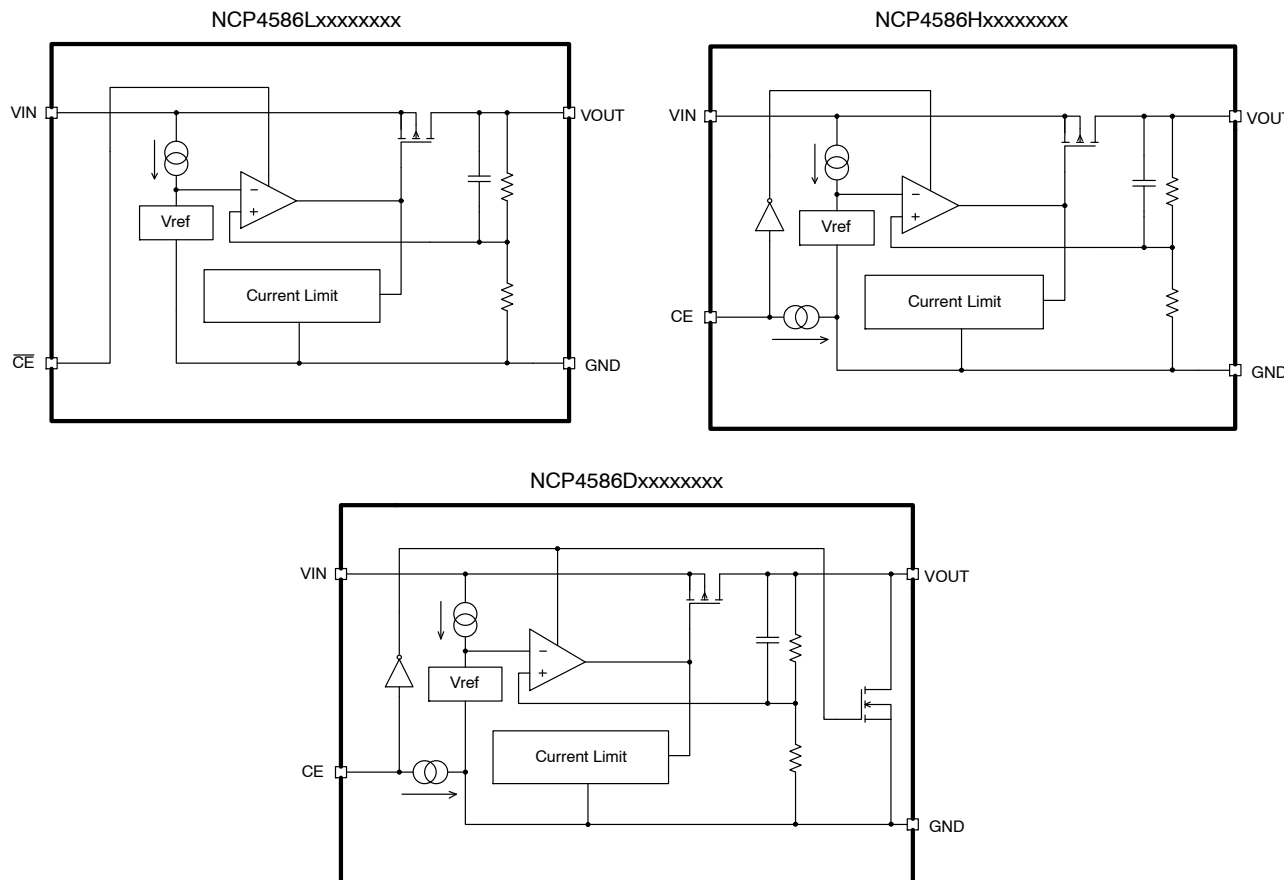 NCP4586Lxxxxxxxx
VIN
VOUT
−
+
Vref
Current Limit
CE
GND
NCP4586Hxxxxxxxx
VIN
VOUT
−
+
Vref
Current Limit
CE
GND
NCP4586Dxxxxxxxx
VIN
VOUT
−
+
Vref
Current Limit
CE
GND